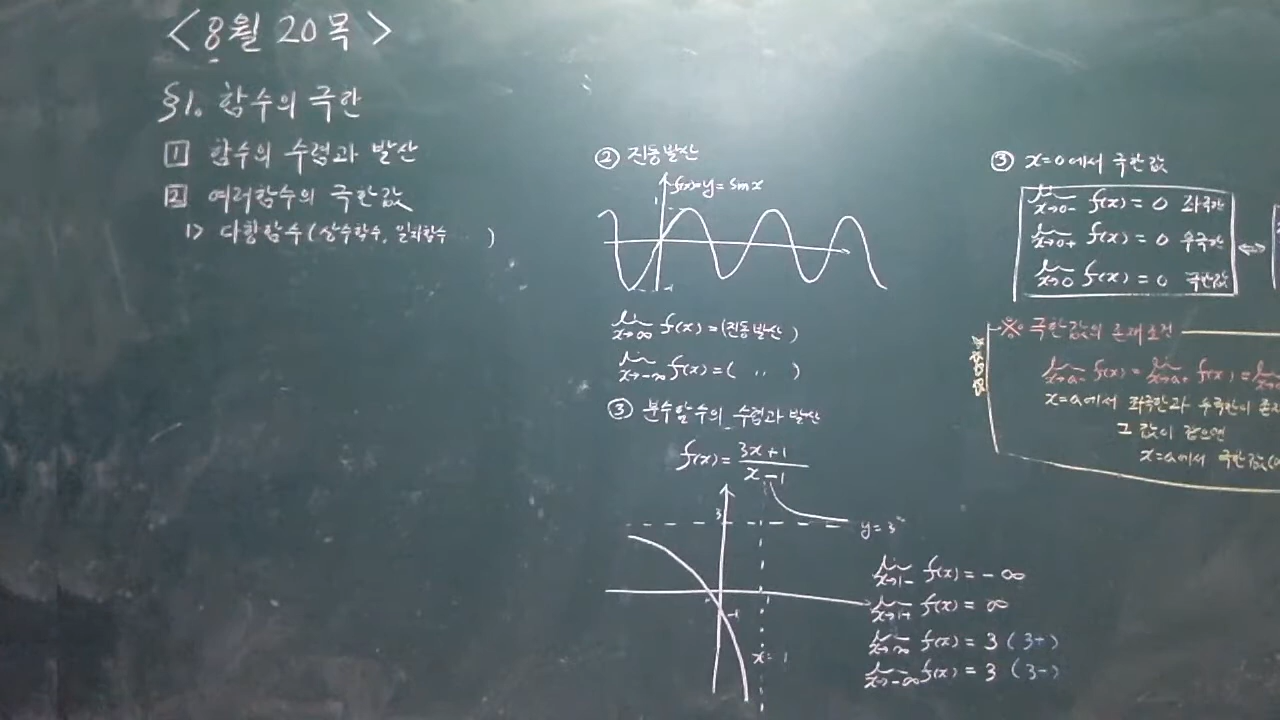 <8월 20목>
§1. 함수의 극한
1 함수의 수렴과 발산
2 여러함수의 극한값
1> 다항함수(상수함수, 일차함수 ‥ )
② 진동발산
f(x)=y=sinx
1
-1
lim x→∞ f(x)=(진동발산)
lim x→-∞ f(x)=( 〃 )
③ 분수함수의 수렴과 발산
f(x)= 3x+1 / x-1
3
y=3
-1
x=1
lim x→1- f(x)=-∞
lim x→1+ f(x)=∞
lim x→∞ f(x)=3 (3+)
lim x→-∞ f(x)=3 (3-)
③ x=0에서 극한값
lim x→0- f(x)=0 좌극한
lim x→0+ f(x)=0 우극한
lim x→0 f(x)=0 극한값
※ 극한값의 존재조건
lim x→a- f(x)=lim x→a+ f(x)=lim
x=a에서 좌극한과 우극한이 존재
그 값이 같으면
x=a에서 극한값